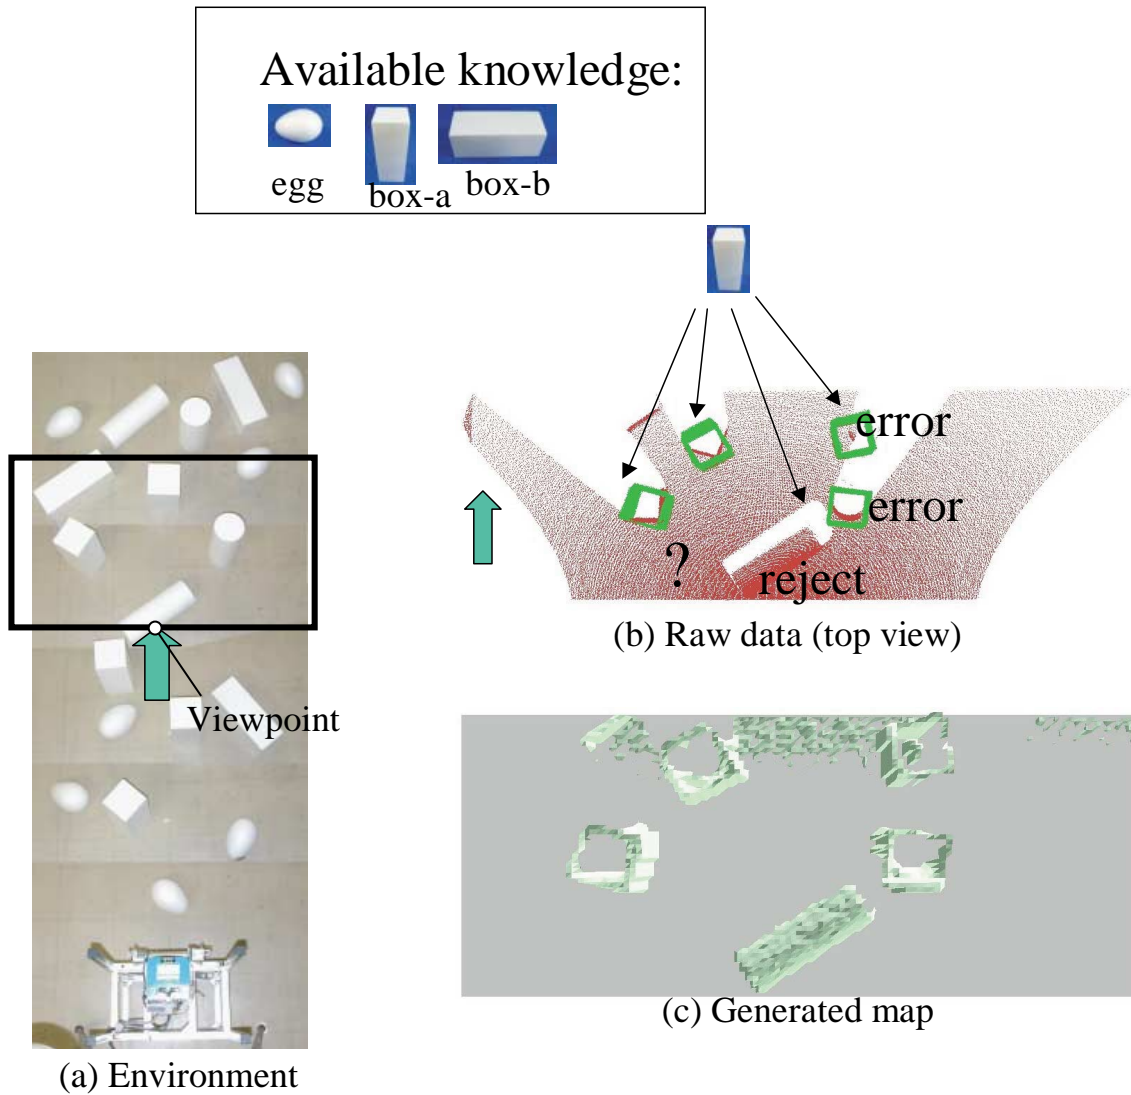 Available knowledge:
egg
box-a
box-b
error
error
?
reject
(b) Raw data (top view)
Viewpoint
(c) Generated map
(a) Environment